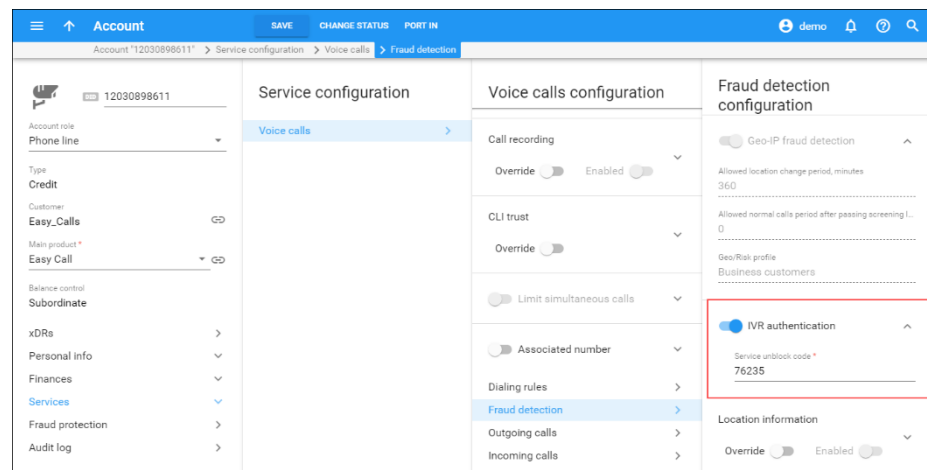 Account
SAVE
CHANGE STATUS
PORT IN
demo
Account "12030898611" > Service configuration > Voice calls > Fraud detection
12030898611
Account role
Phone line
Type
Credit
Customer
Easy_Calls
Main product *
Easy Call
Balance control
Subordinate
xDRs
Personal info
Finances
Services
Fraud protection
Audit log
Service configuration
Voice calls
Voice calls configuration
Call recording
Override Enabled
CLI trust
Override
Limit simultaneous calls
Associated number
Dialing rules
Fraud detection
Outgoing calls
Incoming calls
Fraud detection
configuration
Geo-IP fraud detection
Allowed location change period, minutes
360
Allowed normal calls period after passing screening I...
0
Geo/Risk profile
Business customers
IVR authentication
Service unblock code *
76235
Location information
Override Enabled